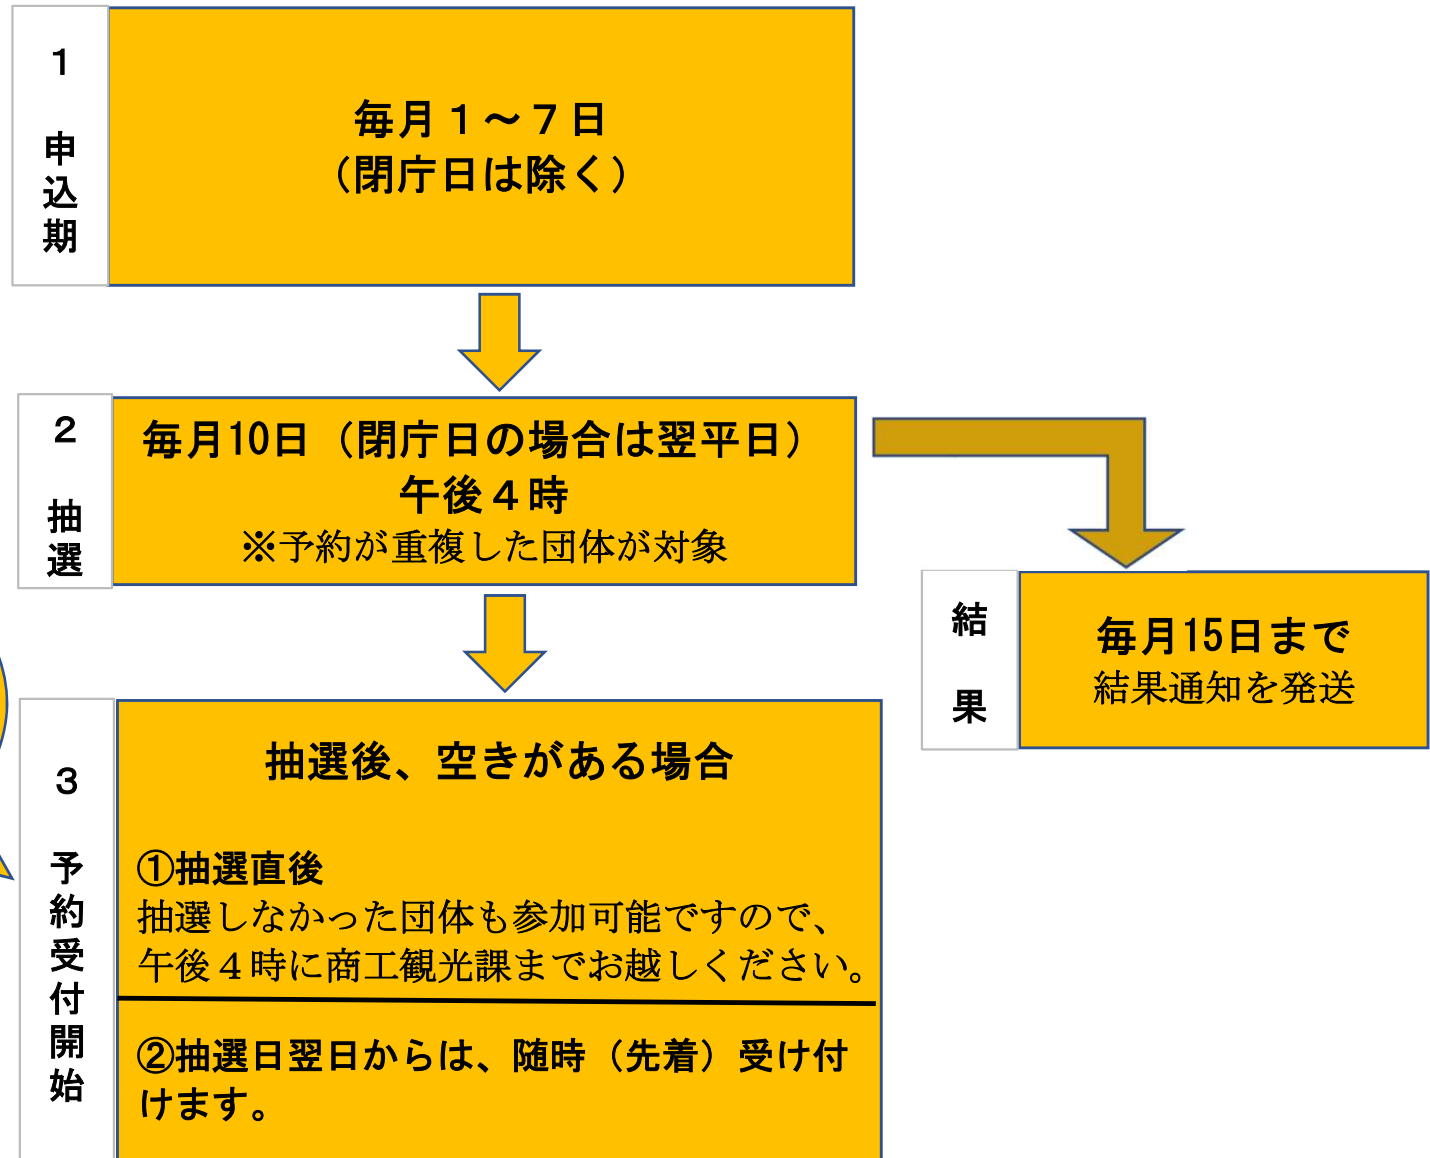 1 申込期
毎月１～７日
（閉庁日は除く）
2 抽選
毎月10日（閉庁日の場合は翌平日）
午後４時
※予約が重複した団体が対象
結果
毎月15日まで
結果通知を発送
3 予約受付開始
抽選後、空きがある場合
①抽選直後
抽選しなかった団体も参加可能ですので、
午後４時に商工観光課までお越しください。
②抽選日翌日からは、随時（先着）受け付
けます。